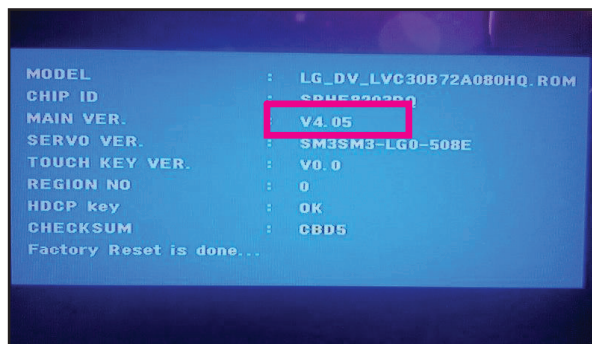 MODEL : LG_DV_LVC30B72A080HQ.ROM
CHIP ID :
MAIN VER. : V4.05
SERVO VER. : SM3SM3-LG0-508E
TOUCH KEY VER. : V0.0
REGION NO : 0
HDCP key : OK
CHECKSUM : CBD5
Factory Reset is done...